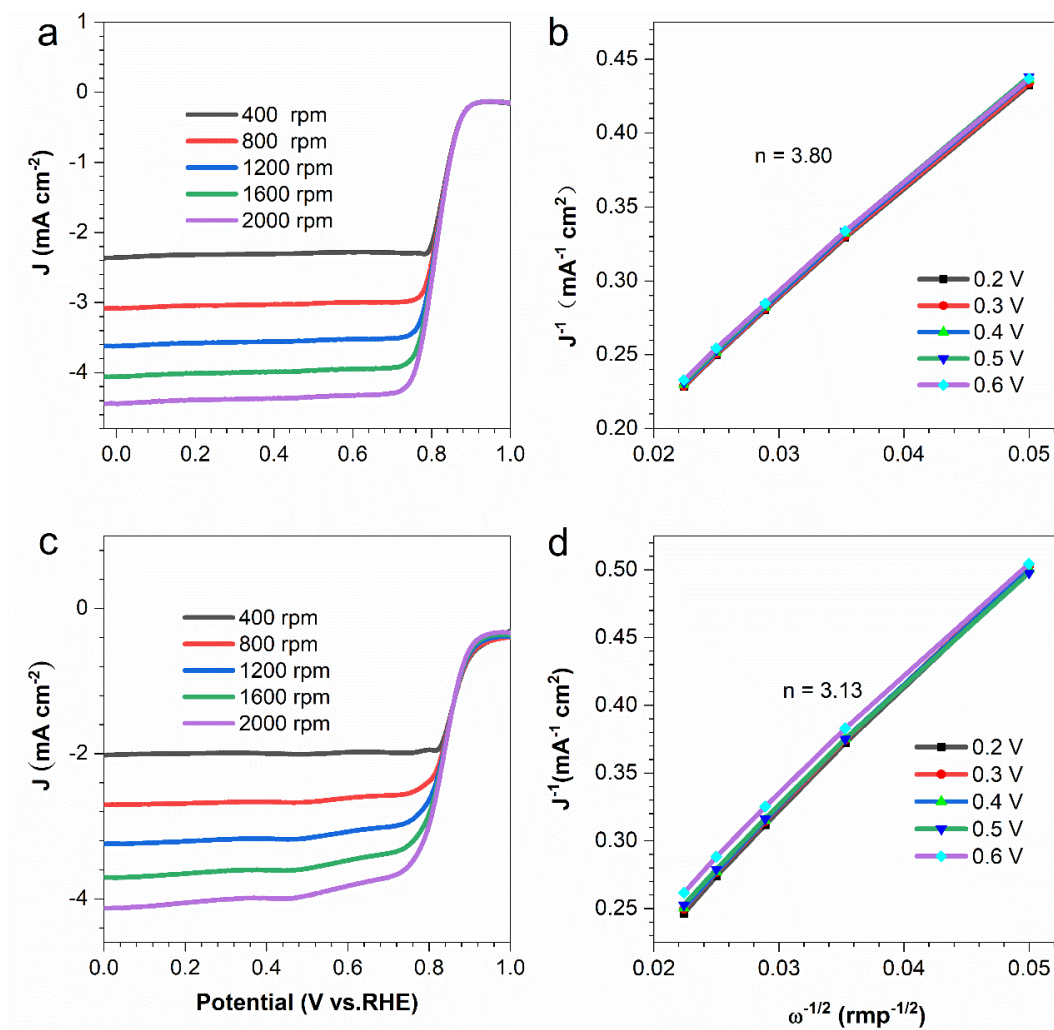 a
J (mA cm-2)
1
0
-1
-2
-3
-4
0.0 0.2 0.4 0.6 0.8 1.0
400 rpm
800 rpm
1200 rpm
1600 rpm
2000 rpm
b
J-1 (mA-1 cm2)
0.45
0.40
0.35
0.30
0.25
0.20
0.02 0.03 0.04 0.05
n = 3.80
0.2 V
0.3 V
0.4 V
0.5 V
0.6 V
c
J (mA cm-2)
0
-2
-4
0.0 0.2 0.4 0.6 0.8 1.0
Potential (V vs.RHE)
400 rpm
800 rpm
1200 rpm
1600 rpm
2000 rpm
d
J-1(mA-1 cm2)
0.50
0.45
0.40
0.35
0.30
0.25
0.02 0.03 0.04 0.05
ω-1/2 (rmp-1/2)
n = 3.13
0.2 V
0.3 V
0.4 V
0.5 V
0.6 V